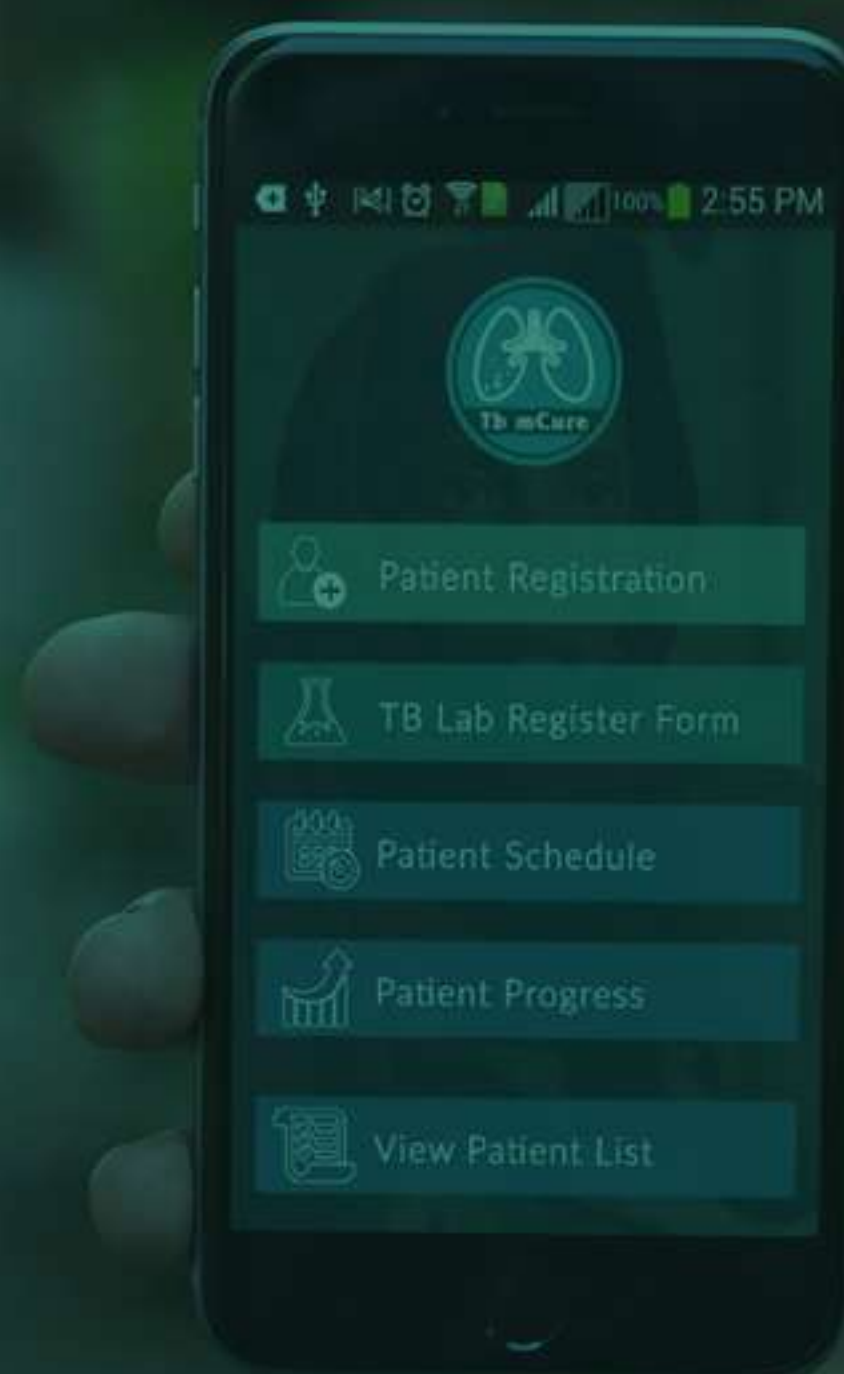 100% 2:55 PM
Tb mCure
Patient Registration
TB Lab Register Form
Patient Schedule
Patient Progress
View Patient List